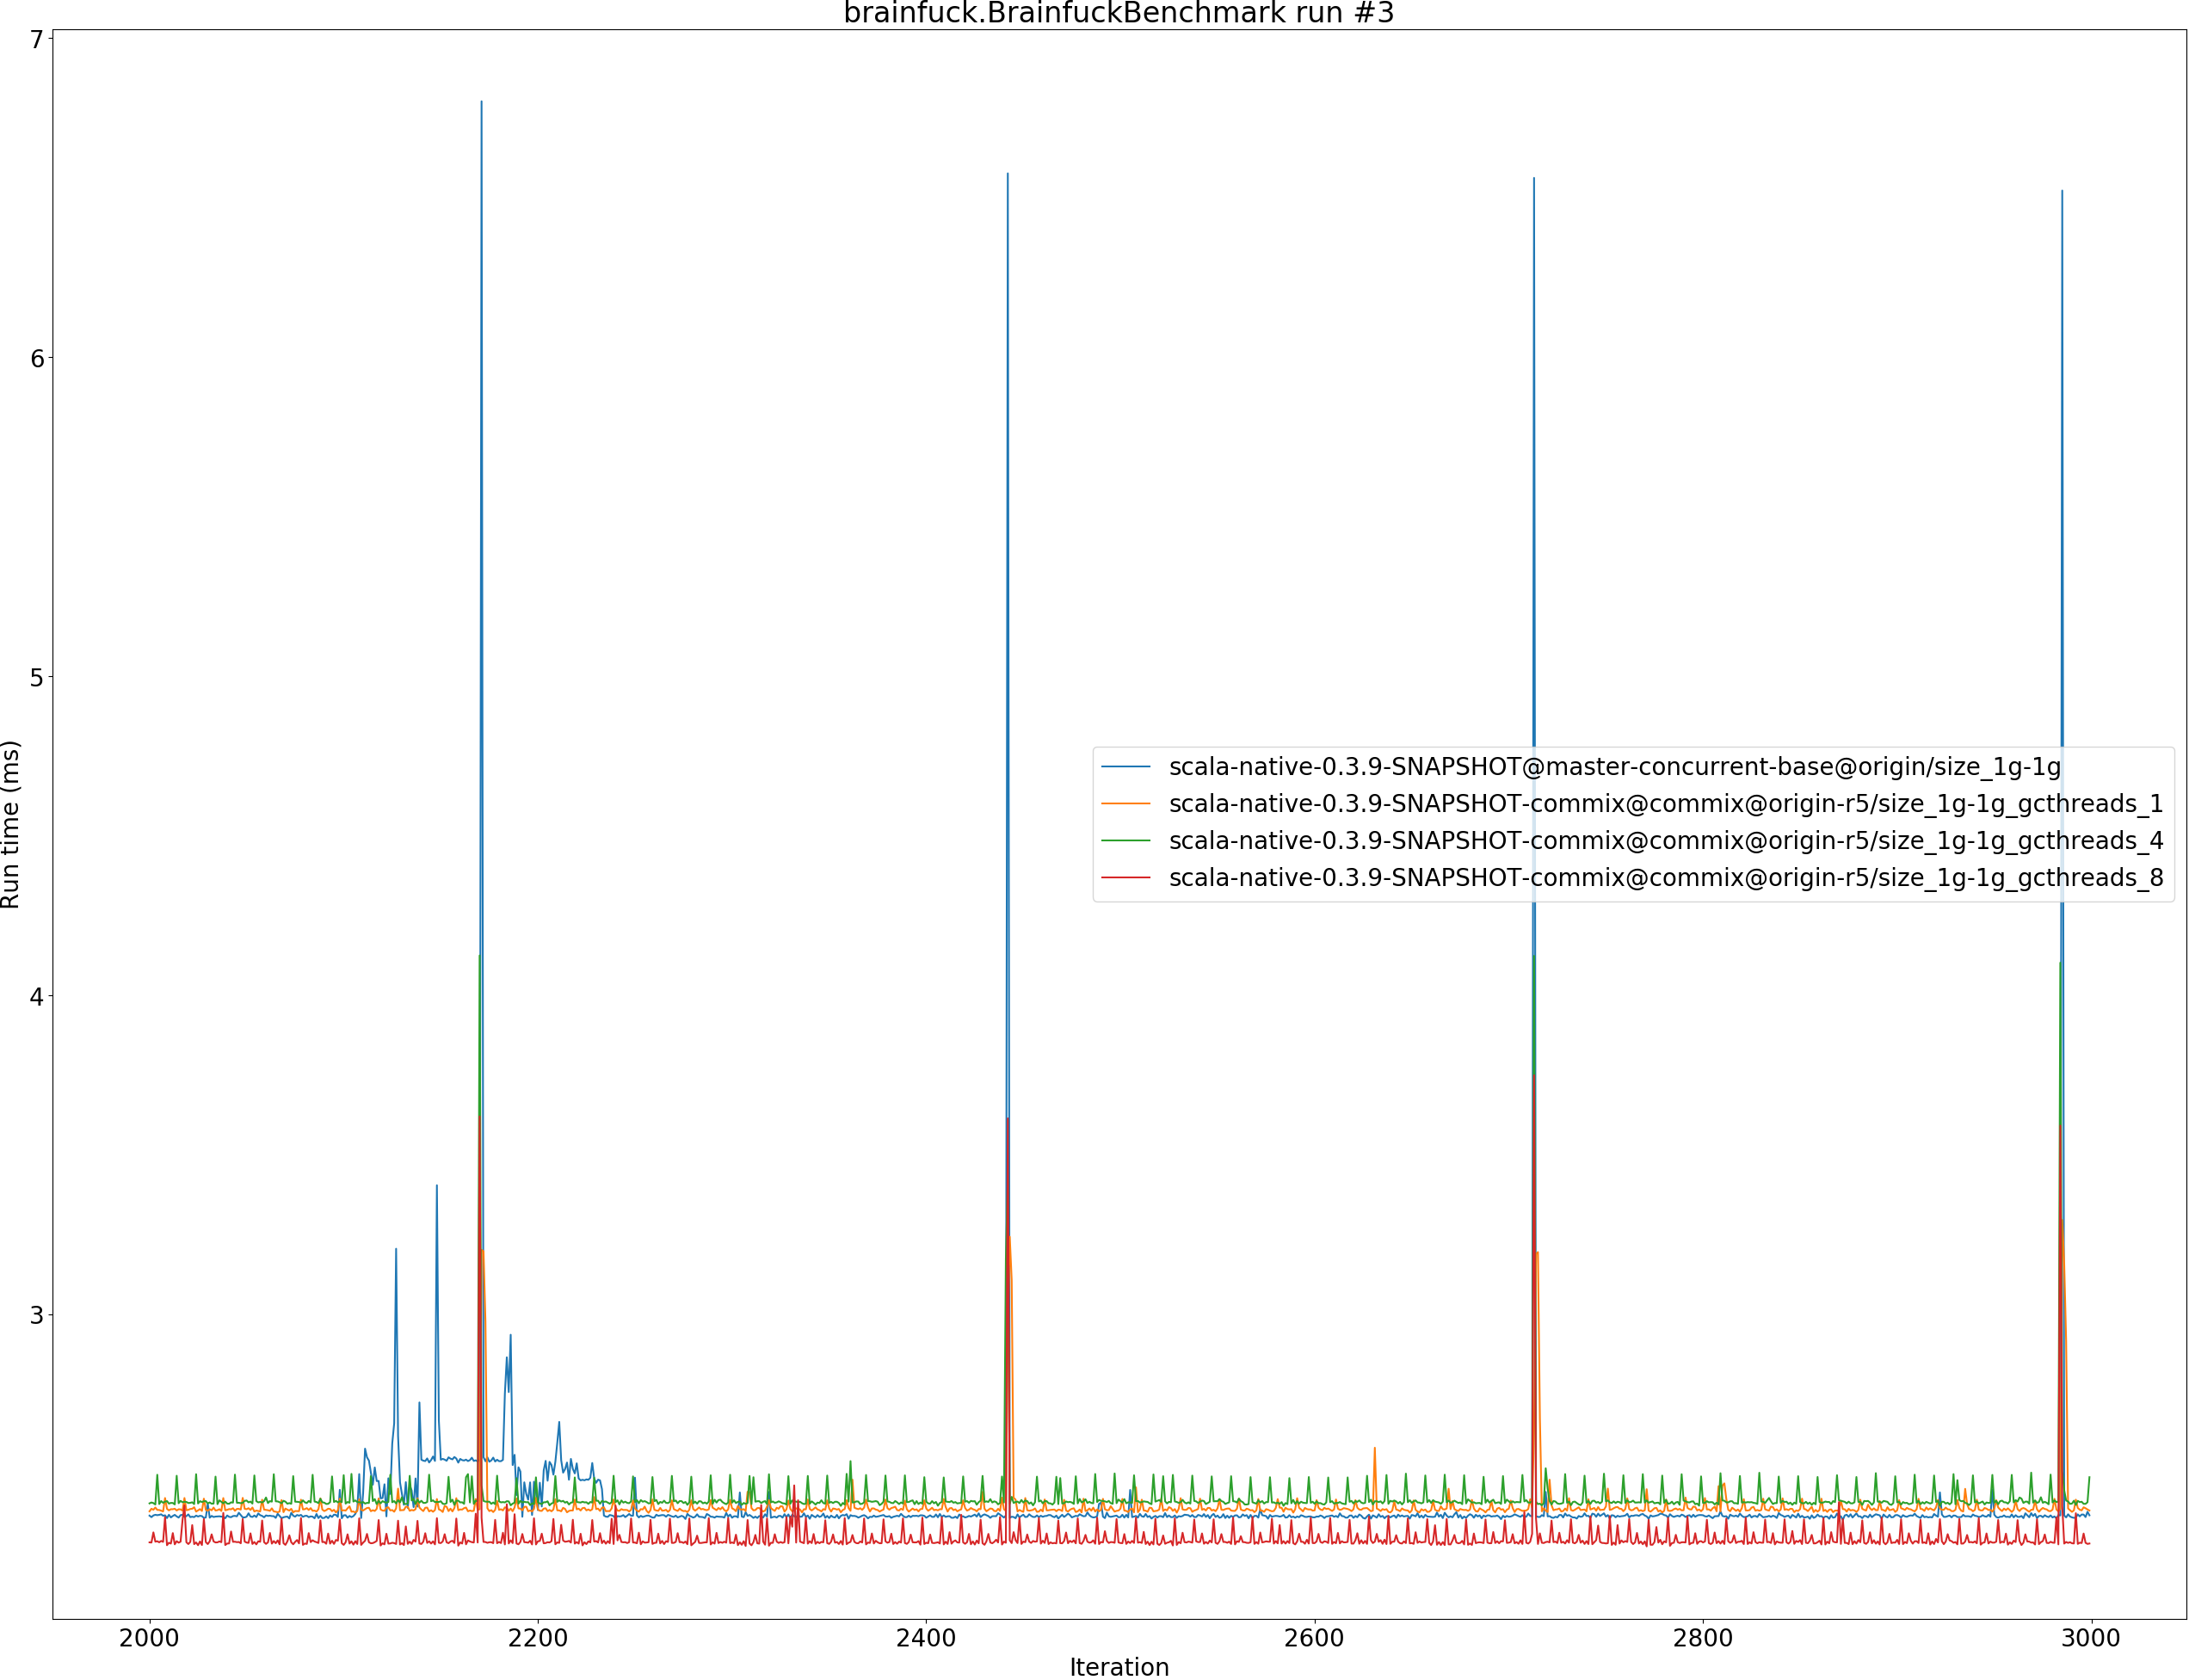 brainfuck.BrainfuckBenchmark run #3
7
6
5
4
3
Run time (ms)
scala-native-0.3.9-SNAPSHOT@master-concurrent-base@origin/size_1g-1g
scala-native-0.3.9-SNAPSHOT-commix@commix@origin-r5/size_1g-1g_gcthreads_1
scala-native-0.3.9-SNAPSHOT-commix@commix@origin-r5/size_1g-1g_gcthreads_4
scala-native-0.3.9-SNAPSHOT-commix@commix@origin-r5/size_1g-1g_gcthreads_8
2000 2200 2400 2600 2800 3000
Iteration